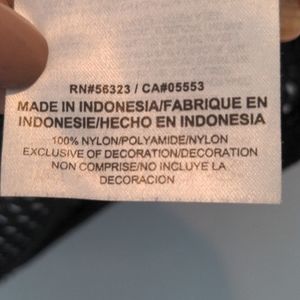 RN#56323 / CA#05553
MADE IN INDONESIA/FABRIQUE EN
INDONESIE/HECHO EN INDONESIA
100% NYLON/POLYAMIDE/NYLON
EXCLUSIVE OF DECORATION/DECORATION
NON COMPRISE/NO INCLUYE LA
DECORACION